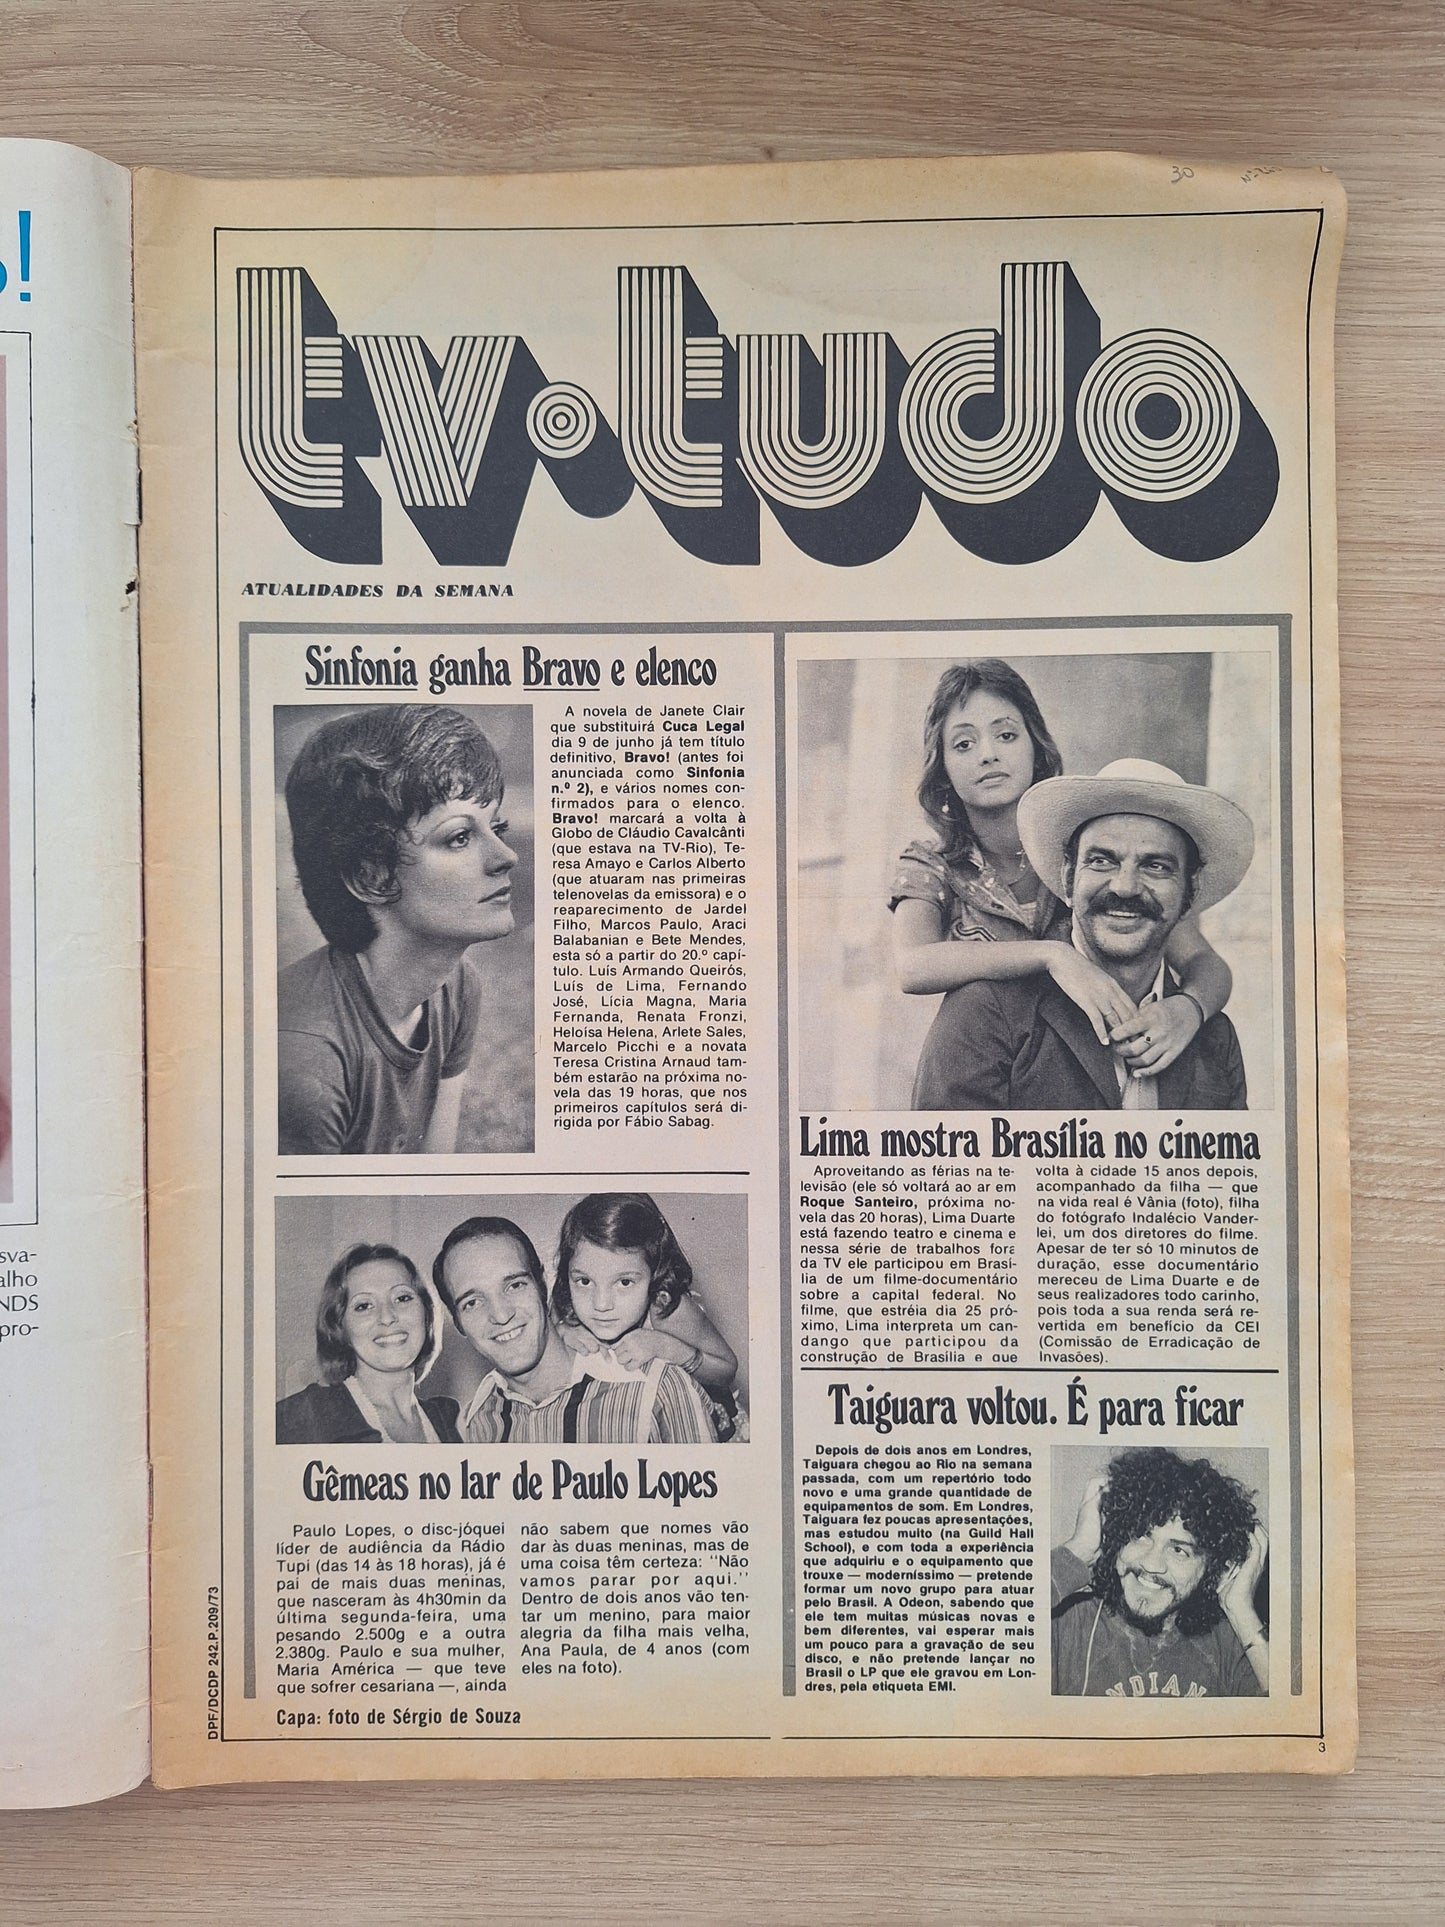 !
sva-
alho
NDS
pro-
30
tv·tudo
ATUALIDADES DA SEMANA
Sinfonia ganha Bravo e elenco
A novela de Janete Clair
que substituirá Cuca Legal
dia 9 de junho já tem título
definitivo, Bravo! (antes foi
anunciada como Sinfonia
n.º 2), e vários nomes con-
firmados para o elenco.
Bravo! marcará a volta à
Globo de Cláudio Cavalcânti
(que estava na TV-Rio), Te-
resa Amayo e Carlos Alberto
(que atuaram nas primeiras
telenovelas da emissora) e o
reaparecimento de Jardel
Filho, Marcos Paulo, Araci
Balabanian e Bete Mendes,
esta só a partir do 20.º capí-
tulo. Luís Armando Queirós,
Luís de Lima, Fernando
José, Lícia Magna, Maria
Fernanda, Renata Fronzi,
Heloísa Helena, Arlete Sales,
Marcelo Picchi e a novata
Teresa Cristina Arnaud tam-
bém estarão na próxima no-
vela das 19 horas, que nos
primeiros capítulos será di-
rigida por Fábio Sabag.
Gêmeas no lar de Paulo Lopes
Paulo Lopes, o disc-jóquei
líder de audiência da Rádio
Tupi (das 14 às 18 horas), já é
pai de mais duas meninas,
que nasceram às 4h30min da
última segunda-feira, uma
pesando 2.500g e a outra
2.380g. Paulo e sua mulher,
Maria América — que teve
que sofrer cesariana —, ainda
não sabem que nomes vão
dar às duas meninas, mas de
uma coisa têm certeza: "Não
vamos parar por aqui."
Dentro de dois anos vão ten-
tar um menino, para maior
alegria da filha mais velha,
Ana Paula, de 4 anos (com
eles na foto).
Capa: foto de Sérgio de Souza
DPF/DCDP 242.P.209/73
Lima mostra Brasília no cinema
Aproveitando as férias na te-
levisão (ele só voltará ao ar em
Roque Santeiro, próxima no-
vela das 20 horas), Lima Duarte
está fazendo teatro e cinema e
nessa série de trabalhos fora
da TV ele participou em Brasí-
lia de um filme-documentário
sobre a capital federal. No
filme, que estréia dia 25 pró-
ximo, Lima interpreta um can-
dango que participou da
construção de Brasília e que
volta à cidade 15 anos depois,
acompanhado da filha — que
na vida real é Vânia (foto), filha
do fotógrafo Indalécio Vander-
lei, um dos diretores do filme.
Apesar de ter só 10 minutos de
duração, esse documentário
mereceu de Lima Duarte e de
seus realizadores todo carinho,
pois toda a sua renda será re-
vertida em benefício da CEI
(Comissão de Erradicação de
Invasões).
Taiguara voltou. É para ficar
Depois de dois anos em Londres,
Taiguara chegou ao Rio na semana
passada, com um repertório todo
novo e uma grande quantidade de
equipamentos de som. Em Londres,
Taiguara fez poucas apresentações,
mas estudou muito (na Guild Hall
School), e com toda a experiência
que adquiriu e o equipamento que
trouxe — moderníssimo — pretende
formar um novo grupo para atuar
pelo Brasil. A Odeon, sabendo que
ele tem muitas músicas novas e
bem diferentes, vai esperar mais
um pouco para a gravação de seu
disco, e não pretende lançar no
Brasil o LP que ele gravou em Lon-
dres, pela etiqueta EMI.
INDIAN
3